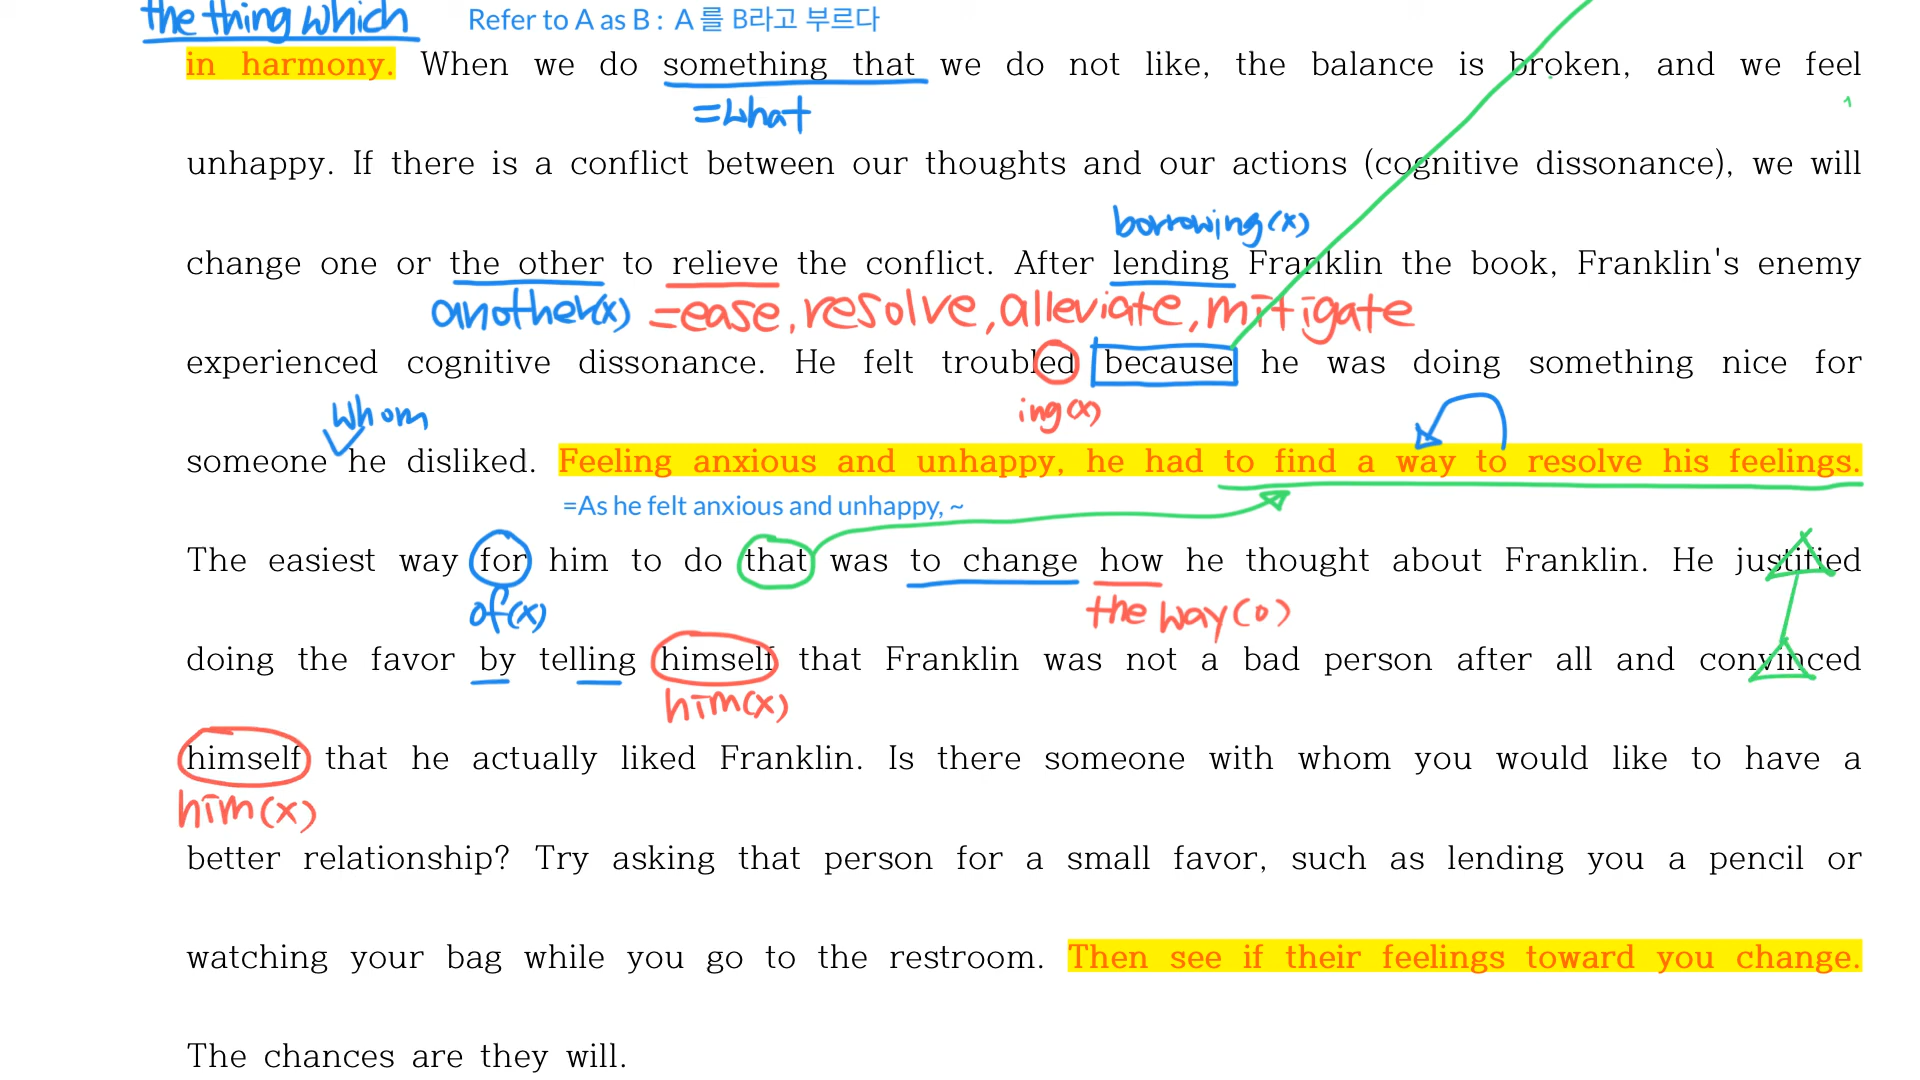 the thing which Refer to A as B : A 를 B라고 부르다
in harmony. When we do something that we do not like, the balance is broken, and we feel
=what
unhappy. If there is a conflict between our thoughts and our actions (cognitive dissonance), we will
borrowing(x)
change one or the other to relieve the conflict. After lending Franklin the book, Franklin's enemy
another(x) =ease, resolve, alleviate, mitigate
experienced cognitive dissonance. He felt troubled because he was doing something nice for
whom ing(x)
someone he disliked. Feeling anxious and unhappy, he had to find a way to resolve his feelings.
=As he felt anxious and unhappy, ~
The easiest way for him to do that was to change how he thought about Franklin. He justified
of(x) the way(o)
doing the favor by telling himself that Franklin was not a bad person after all and convinced
him(x)
himself that he actually liked Franklin. Is there someone with whom you would like to have a
him(x)
better relationship? Try asking that person for a small favor, such as lending you a pencil or
watching your bag while you go to the restroom. Then see if their feelings toward you change.
The chances are they will.